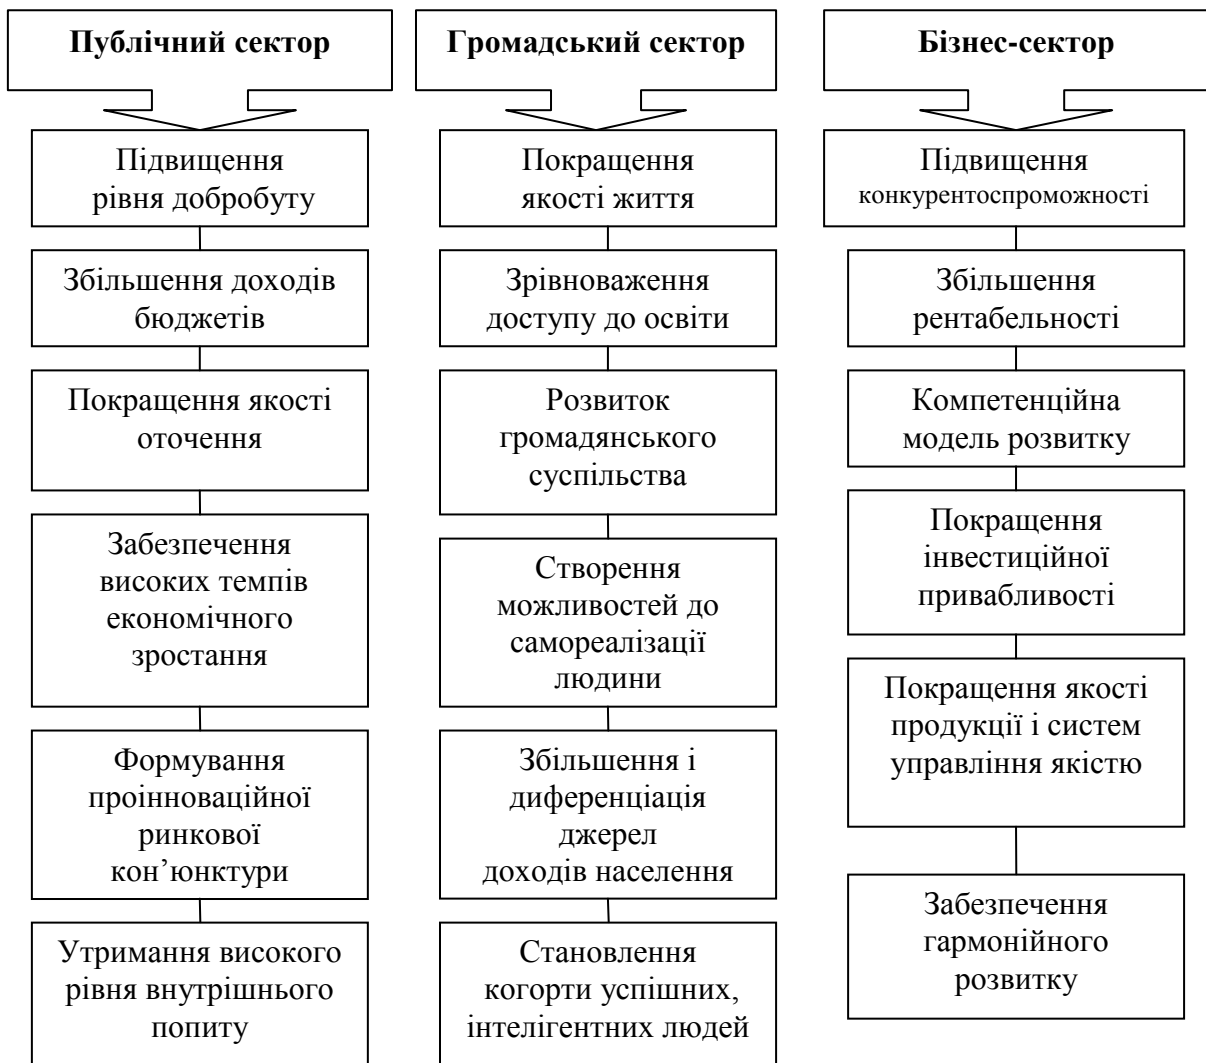 Публічний сектор
Підвищення
рівня добробуту
Збільшення доходів
бюджетів
Покращення якості
оточення
Забезпечення
високих темпів
економічного
зростання
Формування
проінноваційної
ринкової
кон’юнктури
Утримання високого
рівня внутрішнього
попиту
Громадський сектор
Покращення
якості життя
Зрівноваження
доступу до освіти
Розвиток
громадянського
суспільства
Створення
можливостей до
самореалізації
людини
Збільшення і
диференціація
джерел
доходів населення
Становлення
когорти успішних,
інтелігентних людей
Бізнес-сектор
Підвищення
конкурентоспроможності
Збільшення
рентабельності
Компетенційна
модель розвитку
Покращення
інвестиційної
привабливості
Покращення якості
продукції і систем
управління якістю
Забезпечення
гармонійного
розвитку